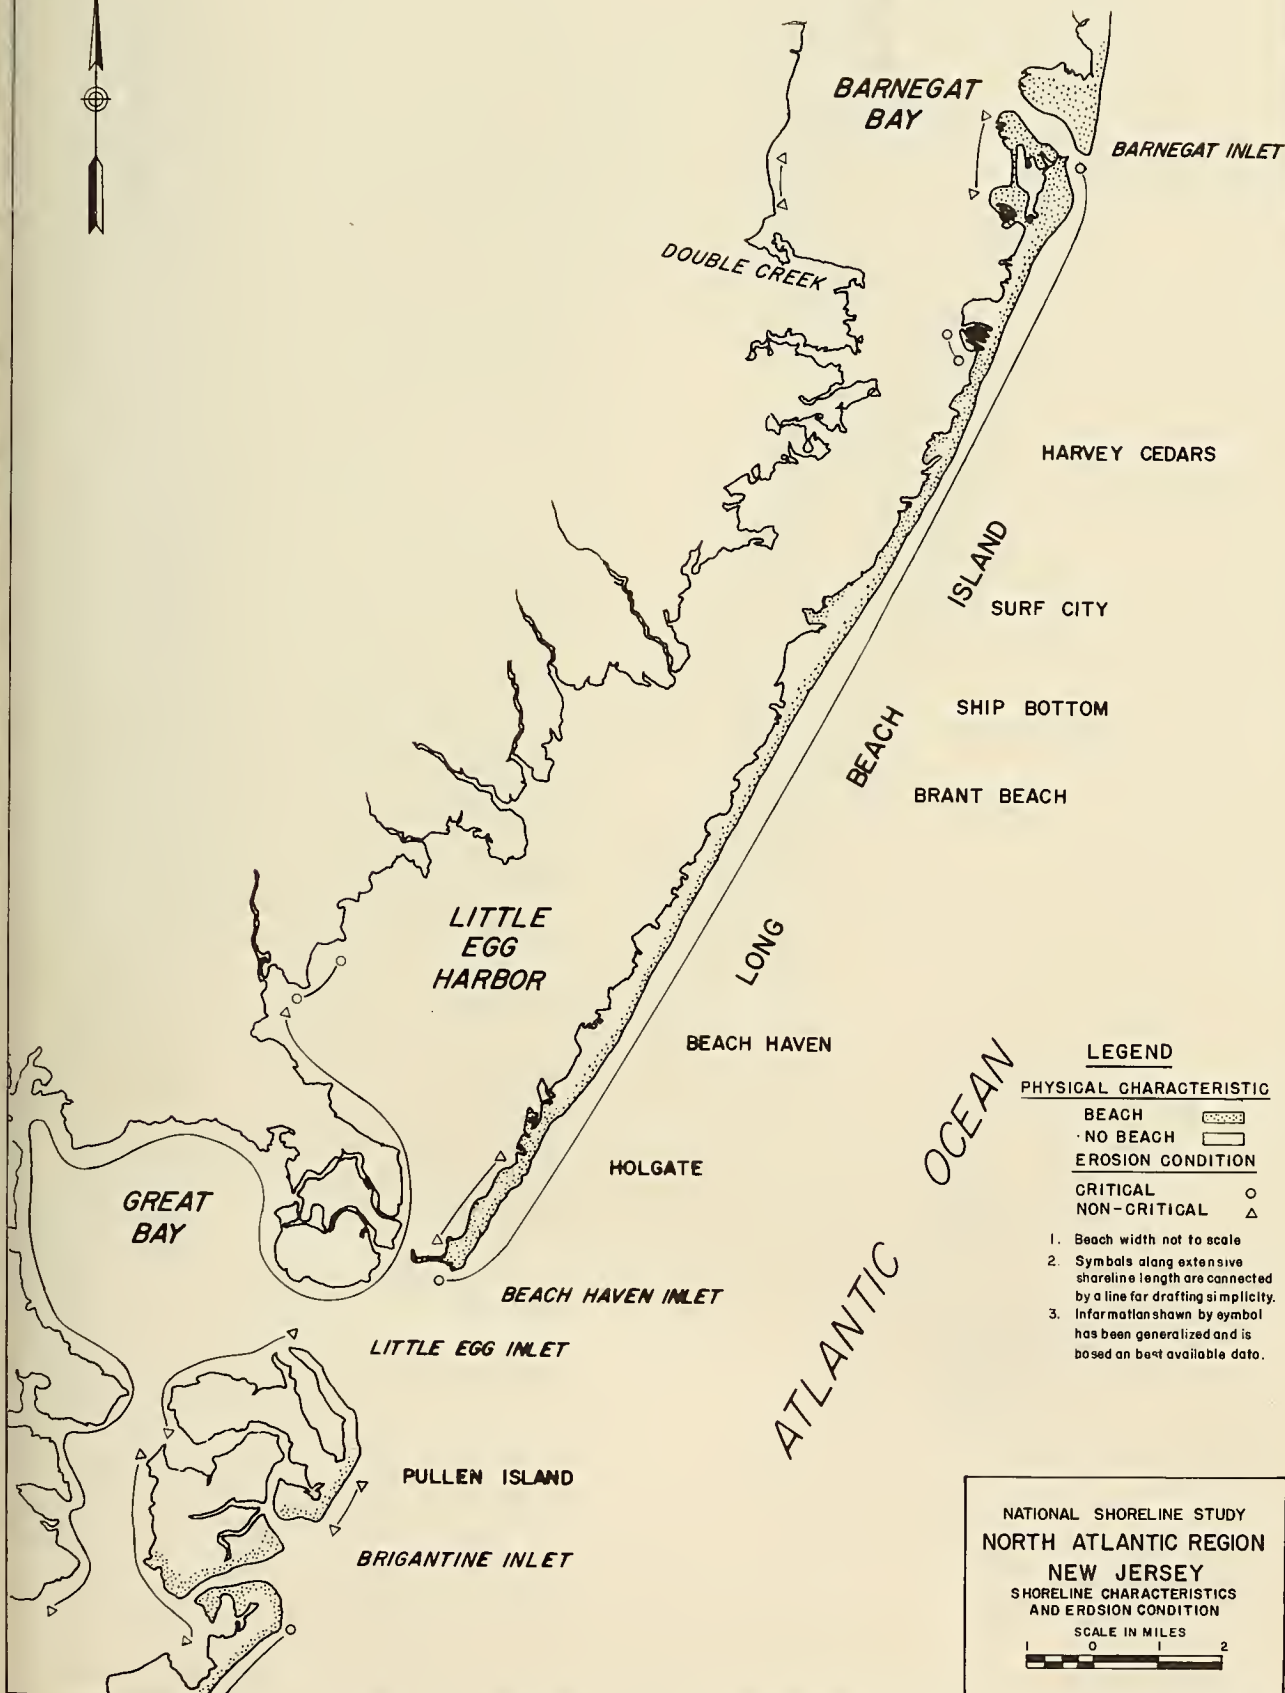 BARNEGAT
BAY
BARNEGAT INLET
DOUBLE CREEK
HARVEY CEDARS
ISLAND
SURF CITY
SHIP BOTTOM
BEACH
BRANT BEACH
LITTLE
EGG
HARBOR
LONG
BEACH HAVEN
HOLGATE
GREAT
BAY
BEACH HAVEN INLET
LITTLE EGG INLET
ATLANTIC OCEAN
PULLEN ISLAND
BRIGANTINE INLET
LEGEND
PHYSICAL CHARACTERISTIC
BEACH
NO BEACH
EROSION CONDITION
CRITICAL
NON-CRITICAL
1. Beach width not to scale
2. Symbols along extensive
shoreline length are connected
by a line for drafting simplicity.
3. Information shown by symbol
has been generalized and is
based on best available data.
NATIONAL SHORELINE STUDY
NORTH ATLANTIC REGION
NEW JERSEY
SHORELINE CHARACTERISTICS
AND EROSION CONDITION
SCALE IN MILES
1 0 1 2